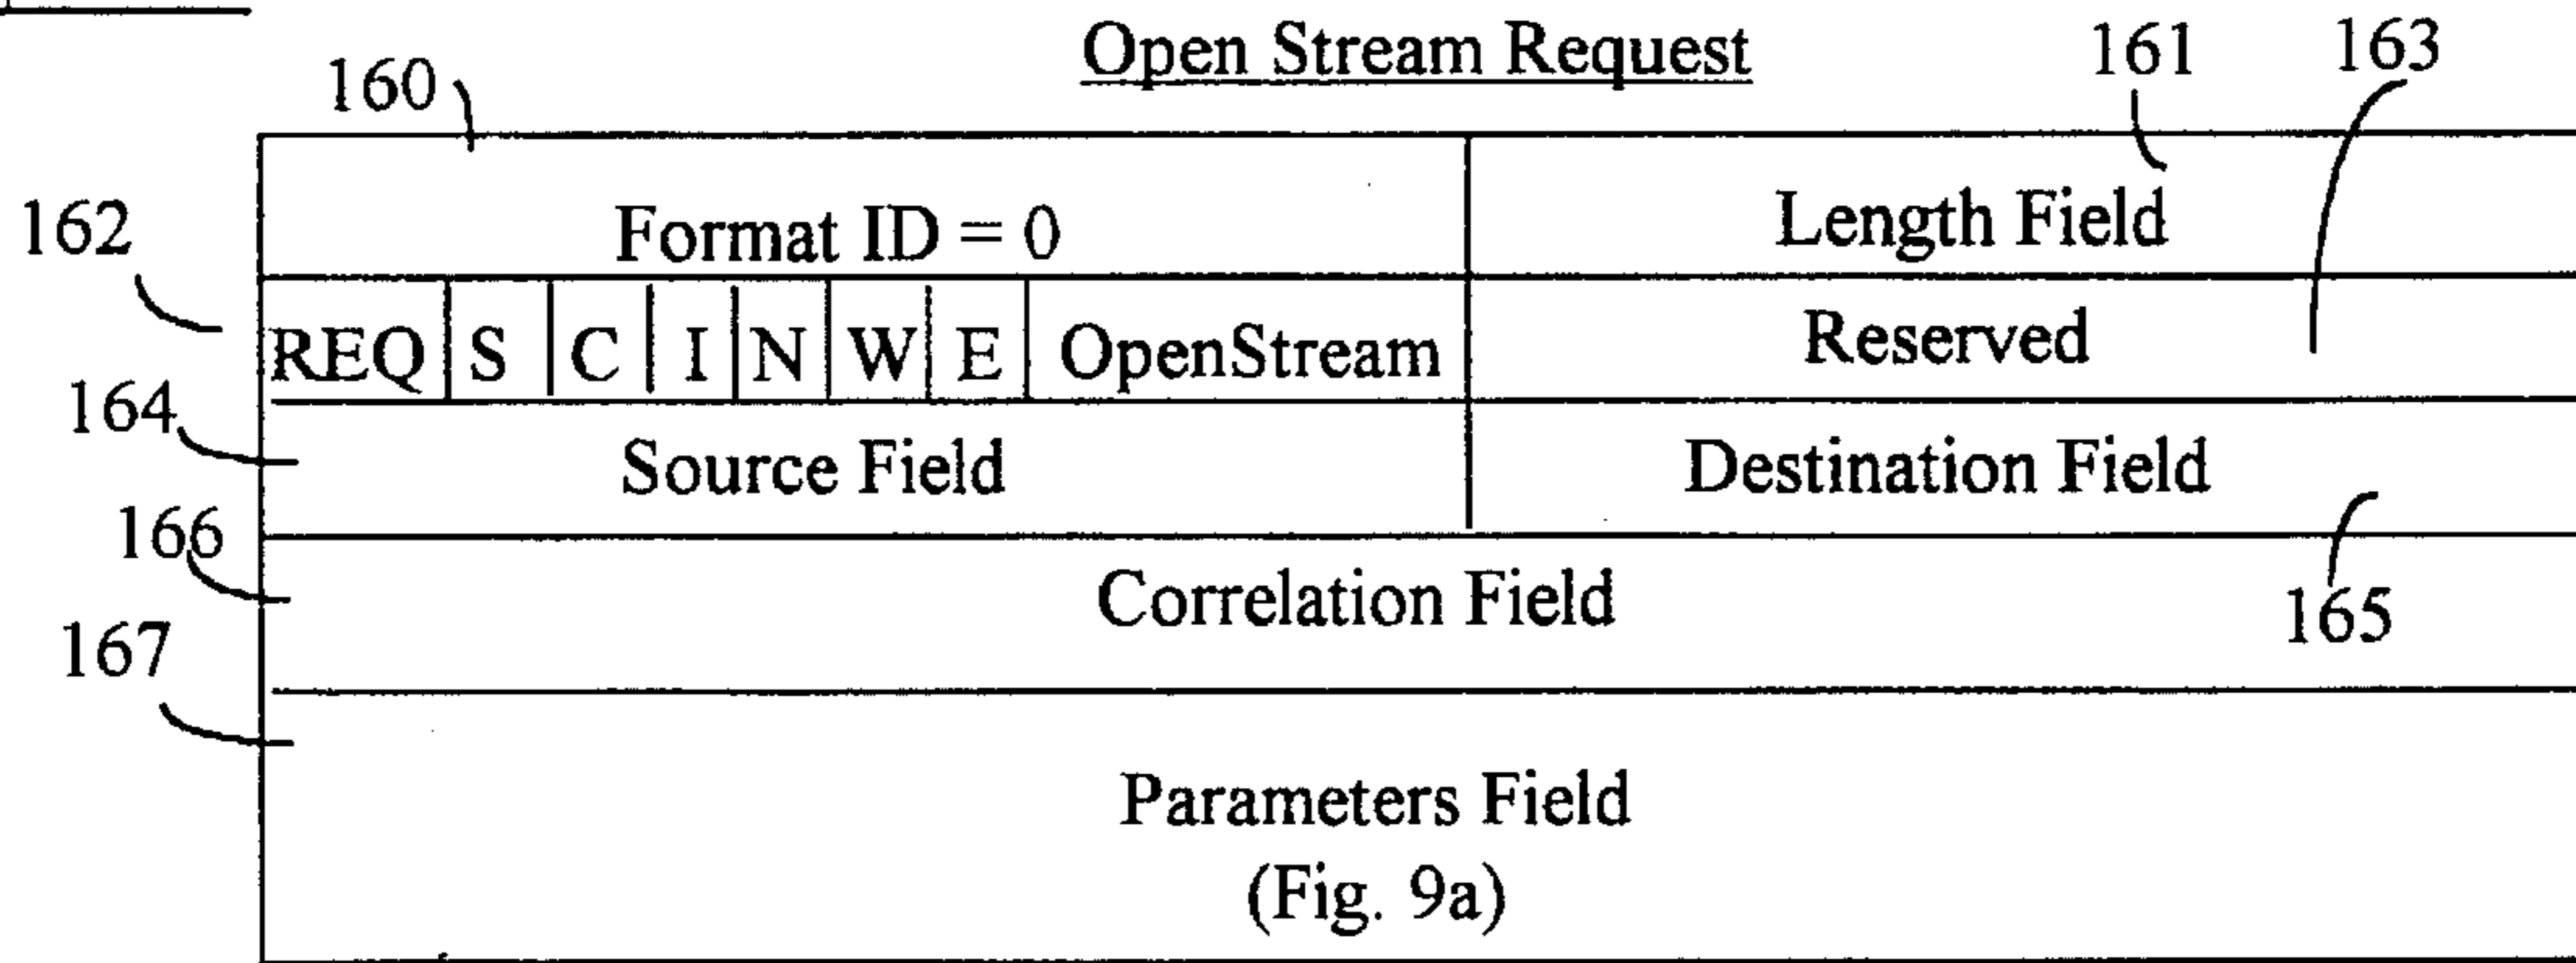 Open Stream Request
160
161
163
Format ID = 0
Length Field
162
REQ S C I N W E OpenStream
Reserved
164
Source Field
Destination Field
166
Correlation Field
165
167
Parameters Field
(Fig. 9a)